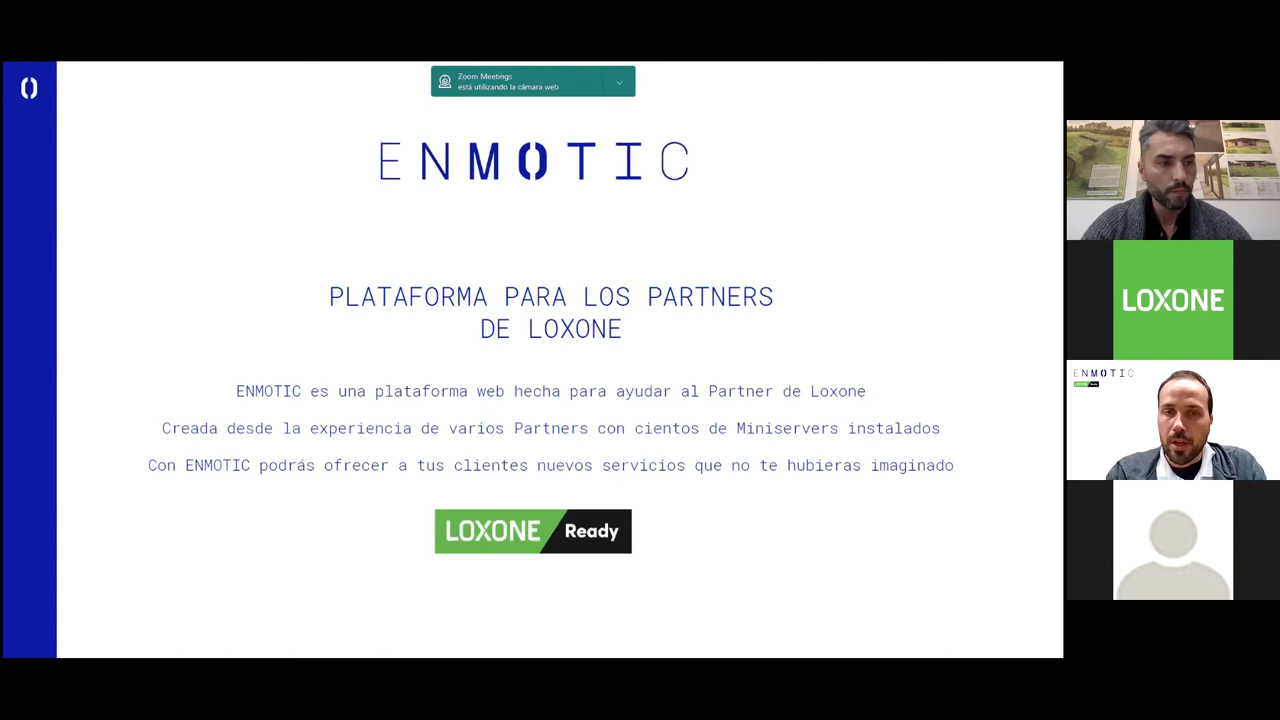 Zoom Meetings
está utilizando la cámara web
ENMOTIC
PLATAFORMA PARA LOS PARTNERS
DE LOXONE
ENMOTIC es una plataforma web hecha para ayudar al Partner de Loxone
Creada desde la experiencia de varios Partners con cientos de Miniservers instalados
Con ENMOTIC podrás ofrecer a tus clientes nuevos servicios que no te hubieras imaginado
LOXONE Ready
LOXONE
ENMOTIC